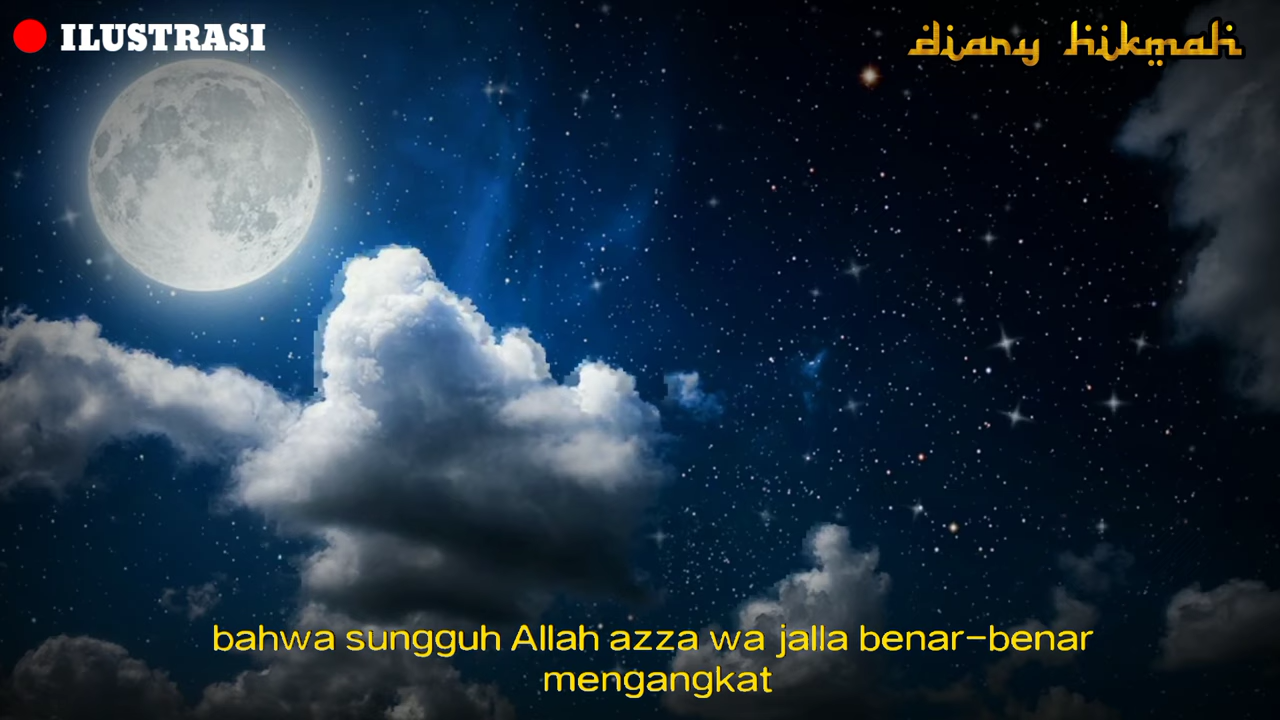 ILUSTRASI
diary hikmah
bahwa sungguh Allah azza wa jalla benar-benar
mengangkat